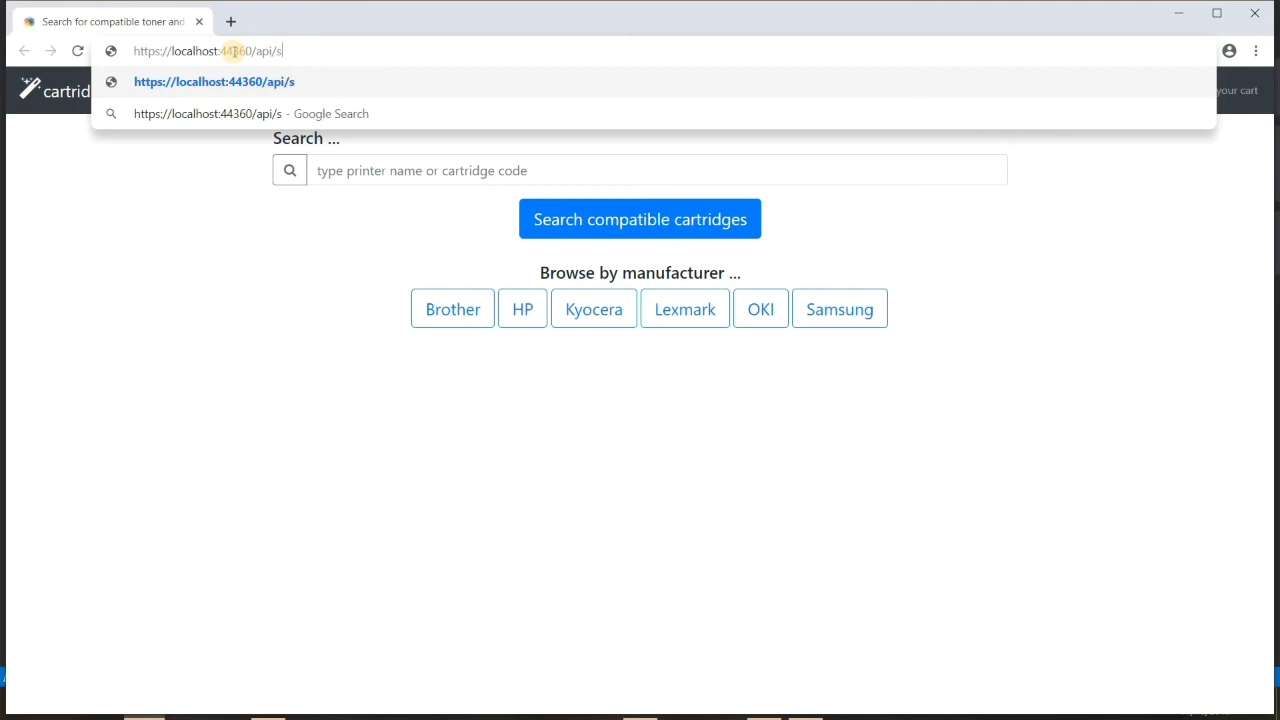 Search for compatible toner and
https://localhost:44360/api/s
https://localhost:44360/api/s
https://localhost:44360/api/s - Google Search
cartrid
your cart
Search ...
type printer name or cartridge code
Search compatible cartridges
Browse by manufacturer ...
Brother HP Kyocera Lexmark OKI Samsung